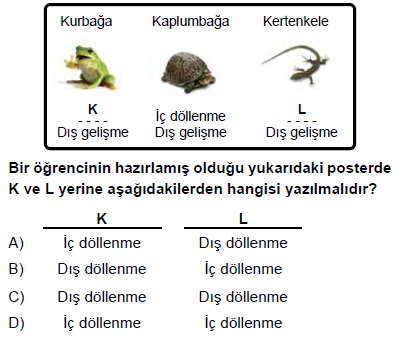 Kurbağa Kaplumbağa Kertenkele
K İç döllenme L
Dış gelişme Dış gelişme Dış gelişme
Bir öğrencinin hazırlamış olduğu yukarıdaki posterde
K ve L yerine aşağıdakilerden hangisi yazılmalıdır?
K L
A) İç döllenme Dış döllenme
B) Dış döllenme İç döllenme
C) Dış döllenme Dış döllenme
D) İç döllenme İç döllenme